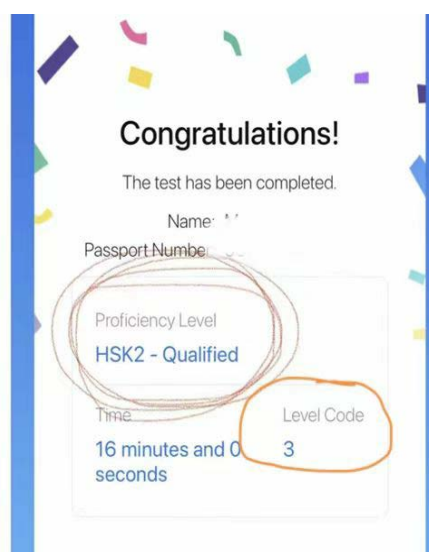 Congratulations!
The test has been completed.
Name:
Passport Number
Proficiency Level
HSK2 - Qualified
Time
Level Code
16 minutes and 0
3
seconds